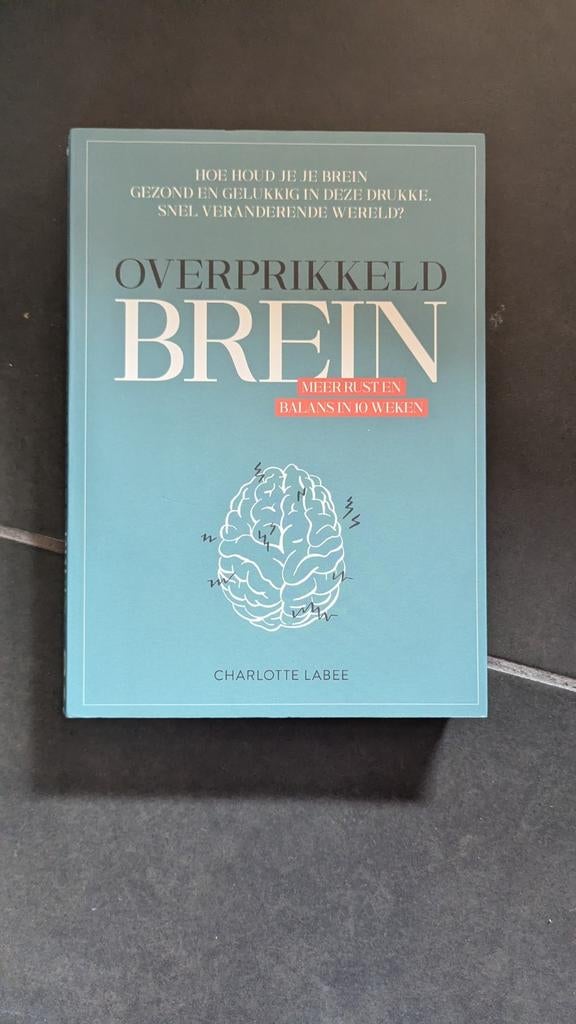 HOE HOUD JE JE BREIN
GEZOND EN GELUKKIG IN DEZE DRUKKE,
SNEL VERANDERENDE WERELD?
OVERPRIKKELD
BREIN
MEER RUST EN
BALANS IN 10 WEKEN
CHARLOTTE LABEE